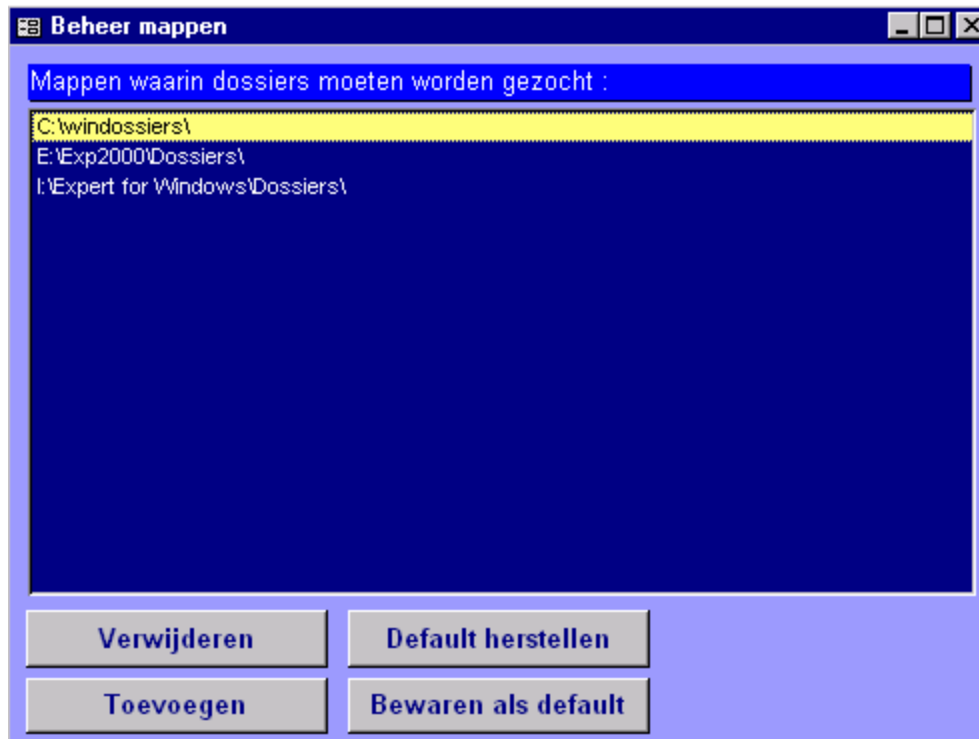 Beheer mappen
Mappen waarin dossiers moeten worden gezocht :
C:\windossiers\
E:\Exp2000\Dossiers\
I:\Expert for Windows\Dossiers\
Verwijderen
Default herstellen
Toevoegen
Bewaren als default